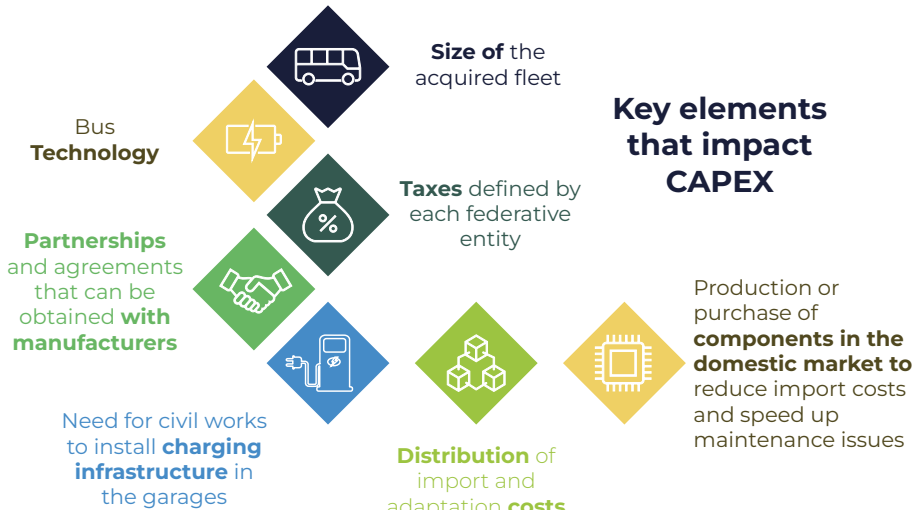 Size of the
acquired fleet
Key elements
that impact
CAPEX
Bus
Technology
Taxes defined by
each federative
entity
%
Partnerships
and agreements
that can be
obtained with
manufacturers
Production or
purchase of
components in the
domestic market to
reduce import costs
and speed up
maintenance issues
Need for civil works
to install charging
infrastructure in
the garages
Distribution of
import and
adaptation costs